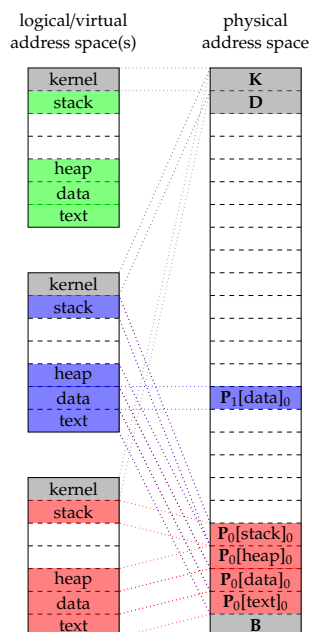 logical/virtual
address space(s)
physical
address space
kernel
stack
heap
data
text
kernel
stack
heap
data
text
kernel
stack
heap
data
text
K
D
P₁[data]₀
P₀[stack]₀
P₀[heap]₀
P₀[data]₀
P₀[text]₀
B